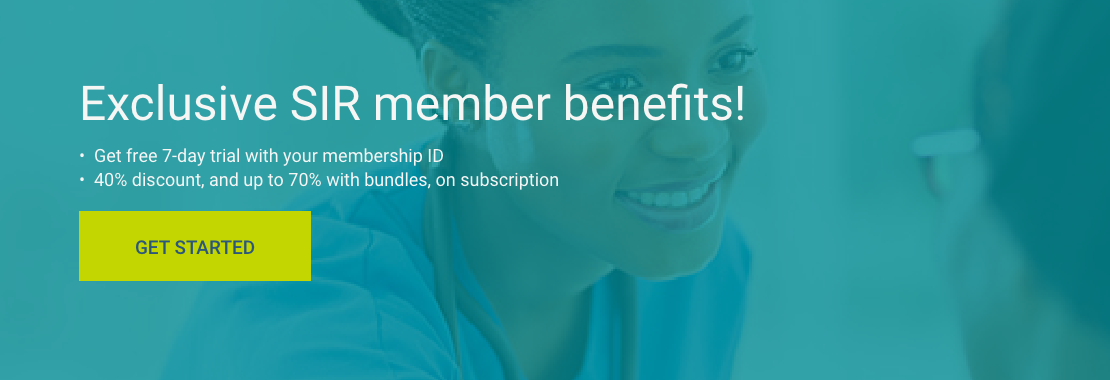 Exclusive SIR member benefits!
• Get free 7-day trial with your membership ID
• 40% discount, and up to 70% with bundles, on subscription
GET STARTED